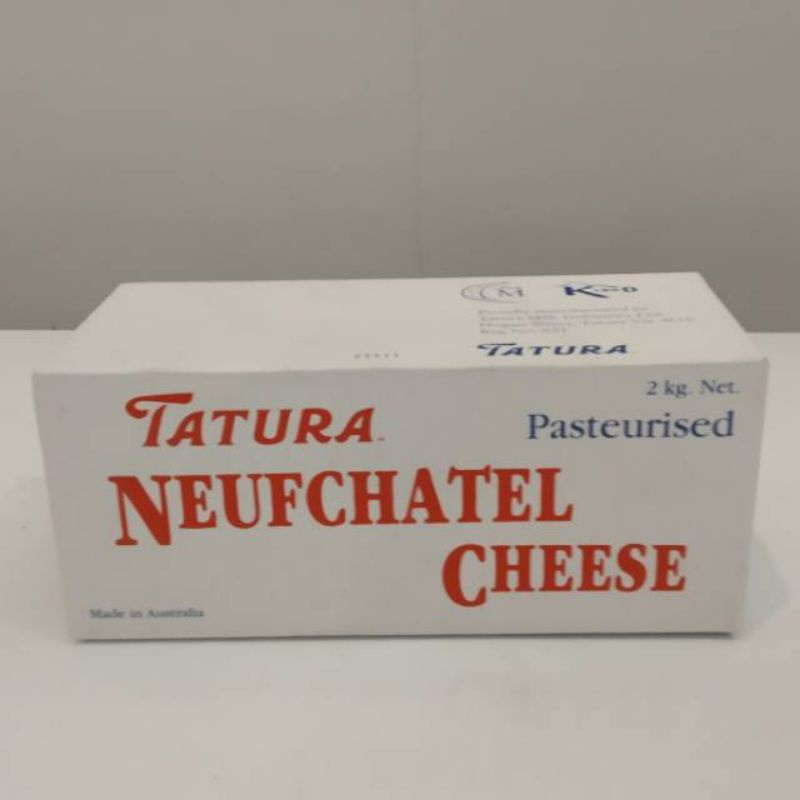 M
TATURA
2 kg. Net.
TATURA
Pasteurised
NEUFCHATEL
CHEESE
Made in Australia